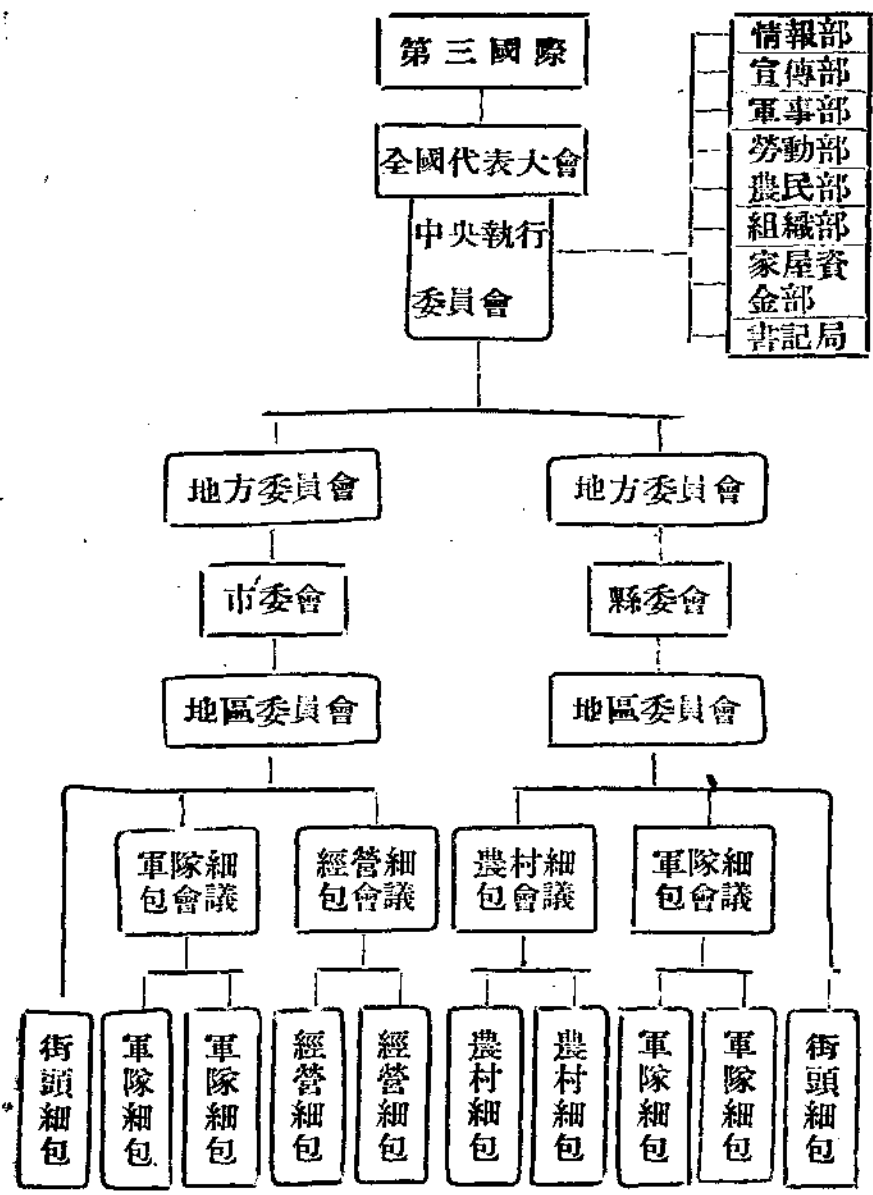 第三國際
全國代表大會
中央執行
委員會
情報部
宣傳部
軍事部
勞動部
農民部
組織部
家屋資
金部
書記局
地方委員會
地方委員會
市委會
縣委會
地區委員會
地區委員會
軍隊細
包會議
經營細
包會議
農村細
包會議
軍隊細
包會議
街頭細包
軍隊細包
軍隊細包
經營細包
經營細包
農村細包
農村細包
軍隊細包
軍隊細包
街頭細包